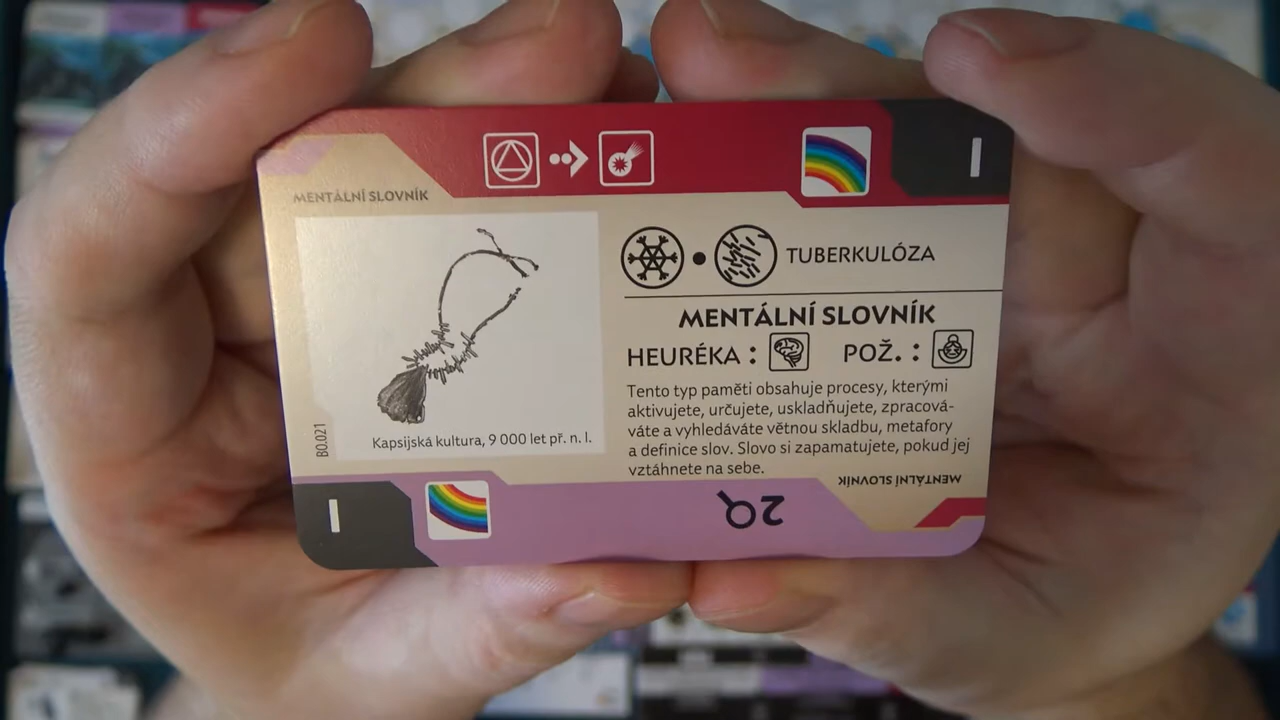 I
MENTÁLNÍ SLOVNÍK
TUBERKULÓZA
MENTÁLNÍ SLOVNÍK
HEURÉKA : POŽ. :
Tento typ paměti obsahuje procesy, kterými
aktivujete, určujete, uskladňujete, zpracová-
váte a vyhledáváte větnou skladbu, metafory
a definice slov. Slovo si zapamatujete, pokud jej
vztáhnete na sebe.
Kapsijská kultura, 9 000 let př. n. l.
B0.021
MENTÁLNÍ SLOVNÍK
I
2